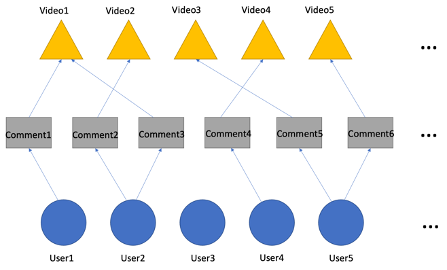 Video1 Video2 Video3 Video4 Video5 ...
Comment1 Comment2 Comment3 Comment4 Comment5 Comment6 ...
User1 User2 User3 User4 User5 ...